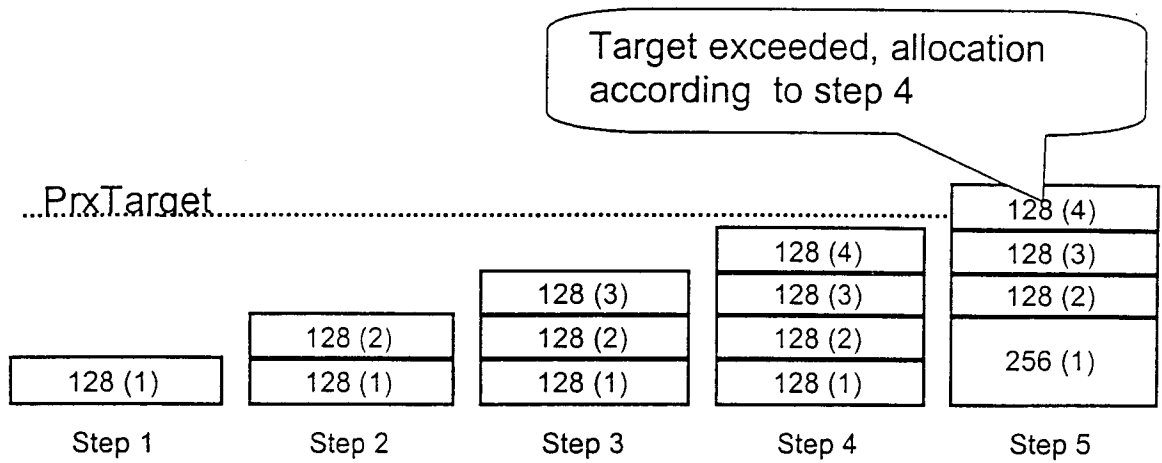 Target exceeded, allocation
according to step 4
PrxTarget
128 (4)
128 (4)
128 (3)
128 (3)
128 (3)
128 (2)
128 (2)
128 (2)
128 (2)
256 (1)
128 (1)
128 (1)
128 (1)
128 (1)
Step 1
Step 2
Step 3
Step 4
Step 5